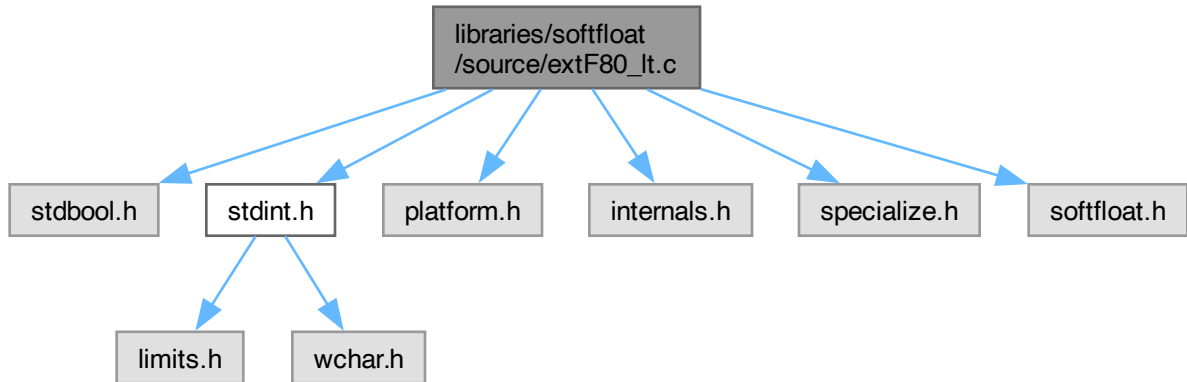 libraries/softfloat
/source/extF80_lt.c
stdbool.h
stdint.h
platform.h
internals.h
specialize.h
softfloat.h
limits.h
wchar.h